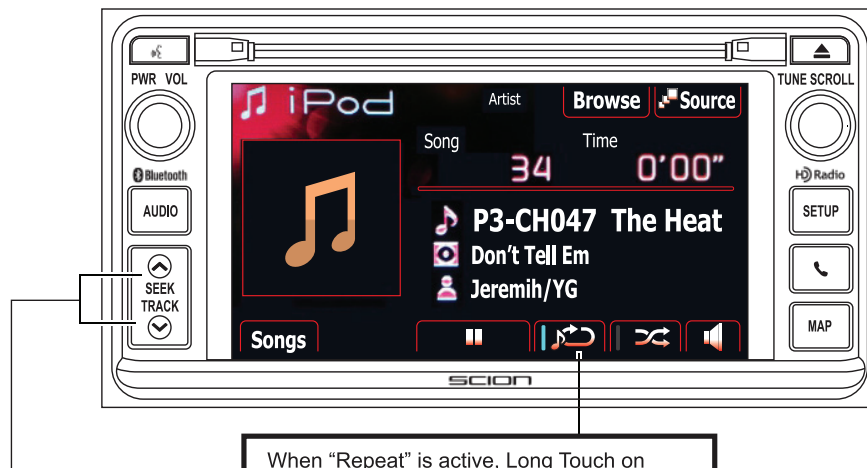 PWR VOL
TUNE SCROLL
iPod
Artist
Browse
Source
Song
Time
34
0'00"
Bluetooth
HD Radio
AUDIO
SETUP
P3-CH047 The Heat
Don't Tell Em
Jeremih/YG
SEEK
TRACK
MAP
Songs
SCION
When "Repeat" is active, Long Touch on